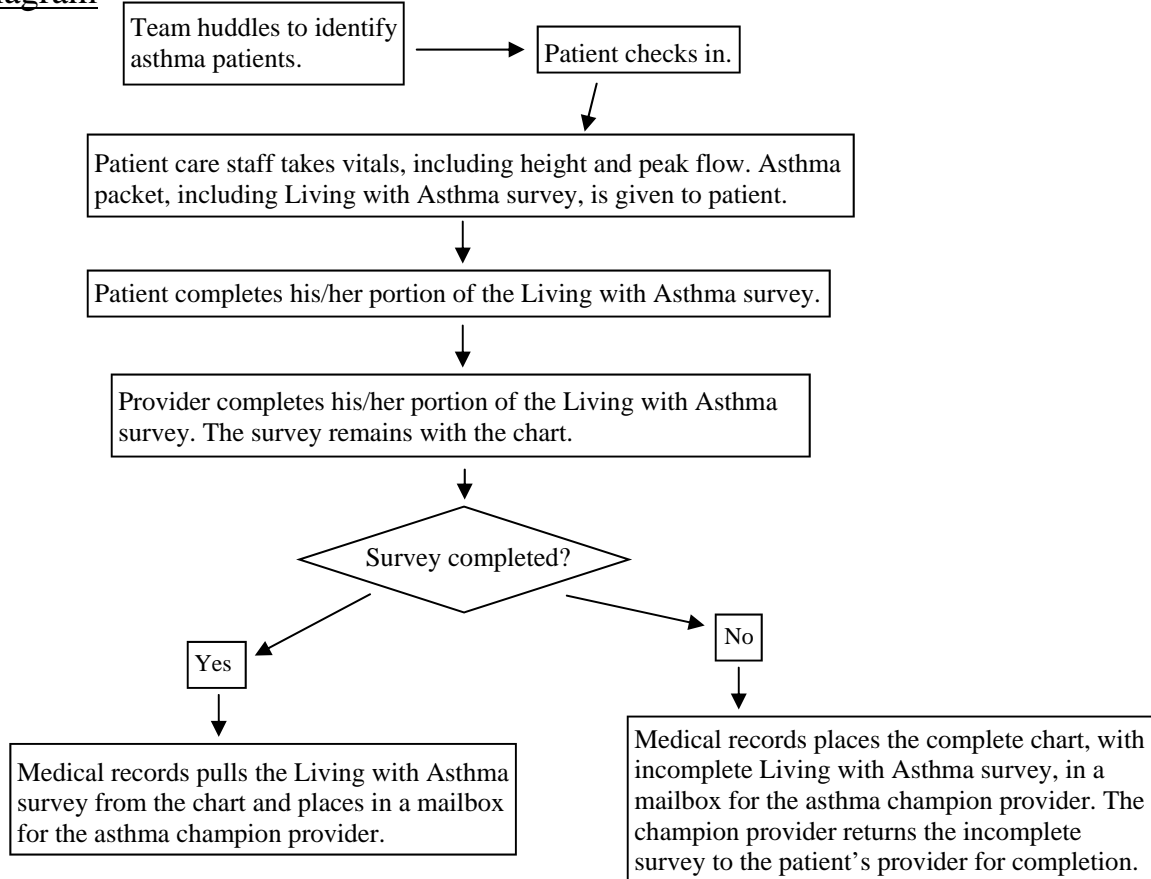 Team huddles to identify
asthma patients.
Patient checks in.
Patient care staff takes vitals, including height and peak flow. Asthma
packet, including Living with Asthma survey, is given to patient.
Patient completes his/her portion of the Living with Asthma survey.
Provider completes his/her portion of the Living with Asthma
survey. The survey remains with the chart.
Survey completed?
Yes
No
Medical records pulls the Living with Asthma
survey from the chart and places in a mailbox
for the asthma champion provider.
Medical records places the complete chart, with
incomplete Living with Asthma survey, in a
mailbox for the asthma champion provider. The
champion provider returns the incomplete
survey to the patient’s provider for completion.